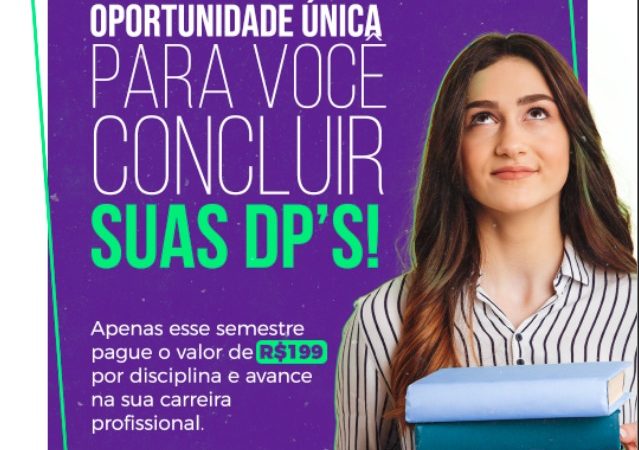 OPORTUNIDADE ÚNICA
PARA VOCÊ
CONCLUIR
SUAS DP'S!
Apenas esse semestre
pague o valor de R$199
por disciplina e avance
na sua carreira
profissional.